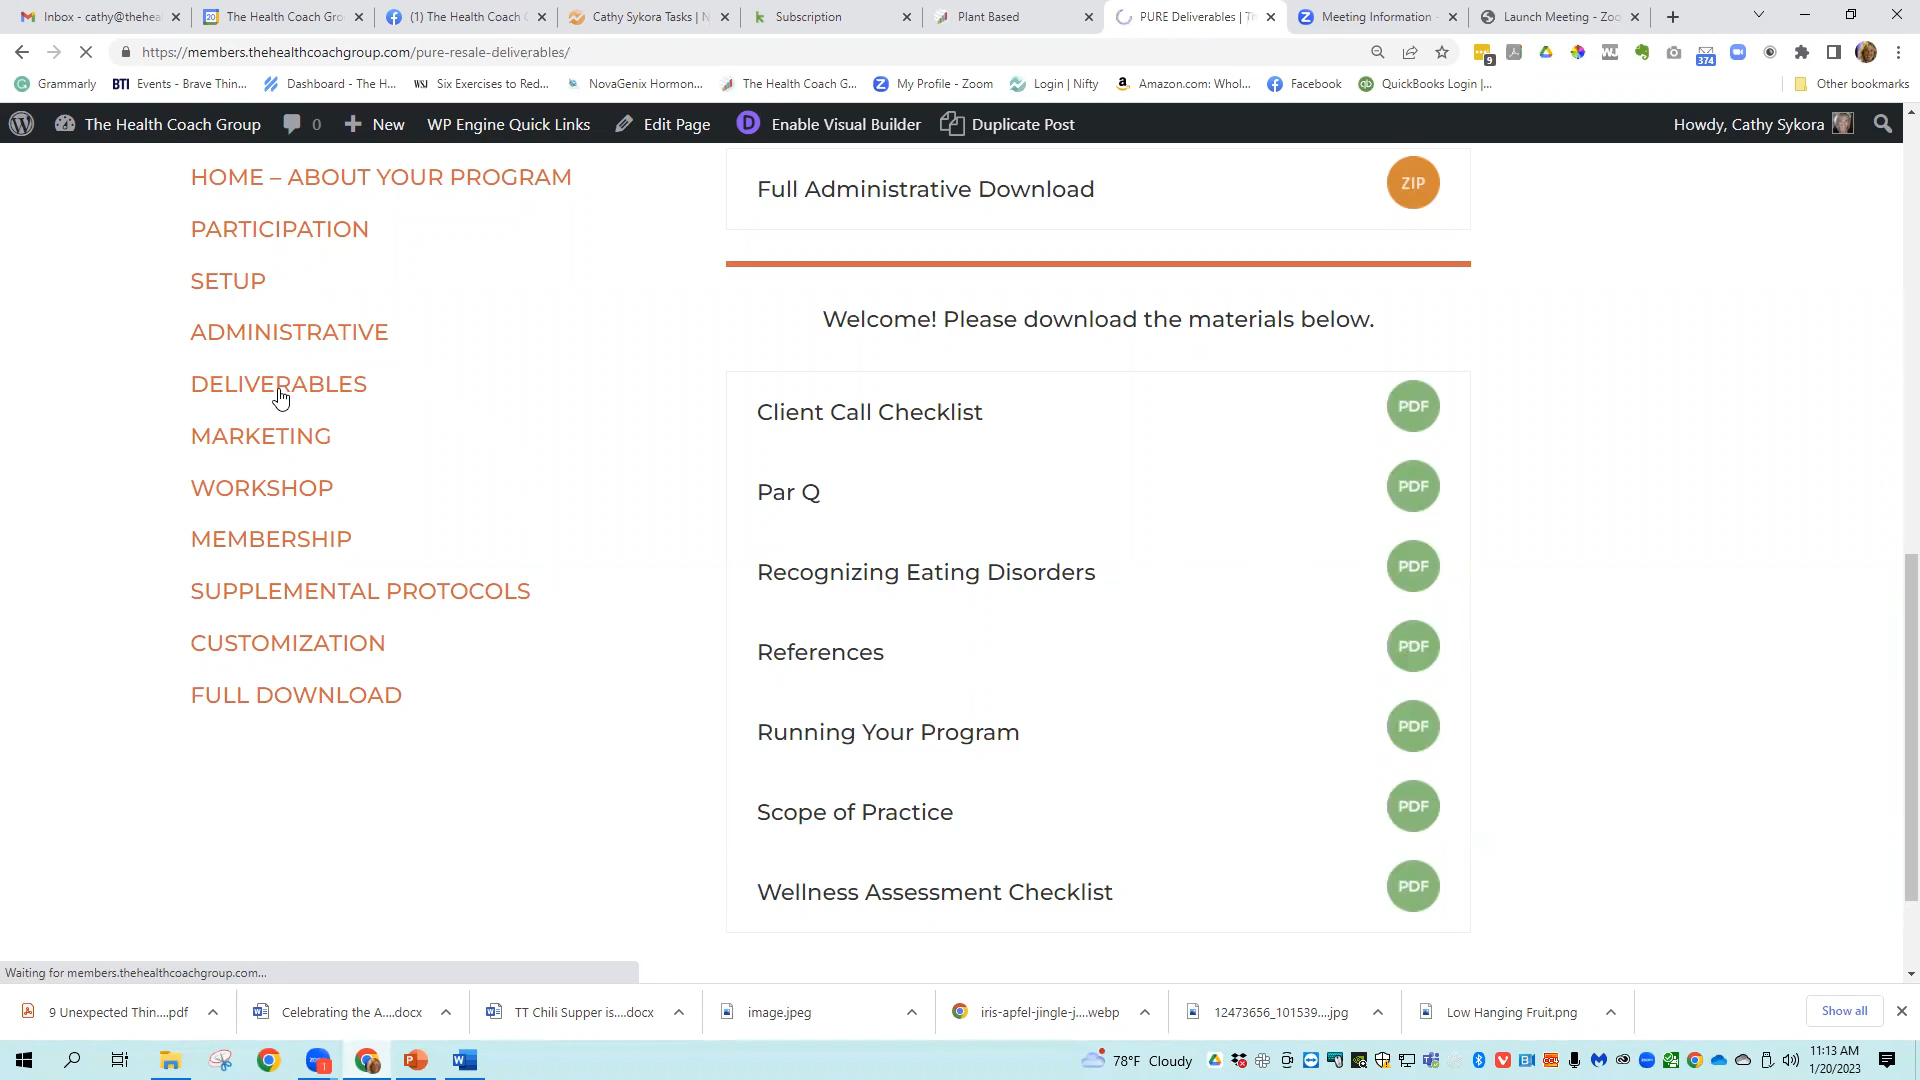 Inbox - cathy@theheal
The Health Coach Gro
(1) The Health Coach
Cathy Sykora Tasks | N
Subscription
Plant Based
PURE Deliverables | Th
Meeting Information -
Launch Meeting - Zoo
https://members.thehealthcoachgroup.com/pure-resale-deliverables/
9
374
Grammarly
BTI Events - Brave Thin...
Dashboard - The H...
WSJ Six Exercises to Red...
NovaGenix Hormon...
The Health Coach G...
My Profile - Zoom
Login | Nifty
Amazon.com: Whol...
Facebook
QuickBooks Login |...
Other bookmarks
The Health Coach Group
0
New
WP Engine Quick Links
Edit Page
Enable Visual Builder
Duplicate Post
Howdy, Cathy Sykora
HOME – ABOUT YOUR PROGRAM
PARTICIPATION
SETUP
ADMINISTRATIVE
DELIVERABLES
MARKETING
WORKSHOP
MEMBERSHIP
SUPPLEMENTAL PROTOCOLS
CUSTOMIZATION
FULL DOWNLOAD
Full Administrative Download ZIP
Welcome! Please download the materials below.
Client Call Checklist PDF
Par Q PDF
Recognizing Eating Disorders PDF
References PDF
Running Your Program PDF
Scope of Practice PDF
Wellness Assessment Checklist PDF
Waiting for members.thehealthcoachgroup.com...
9 Unexpected Thin....pdf
Celebrating the A....docx
TT Chili Supper is....docx
image.jpeg
iris-apfel-jingle-j....webp
12473656_101539....jpg
Low Hanging Fruit.png
Show all
78°F Cloudy
11:13 AM
1/20/2023